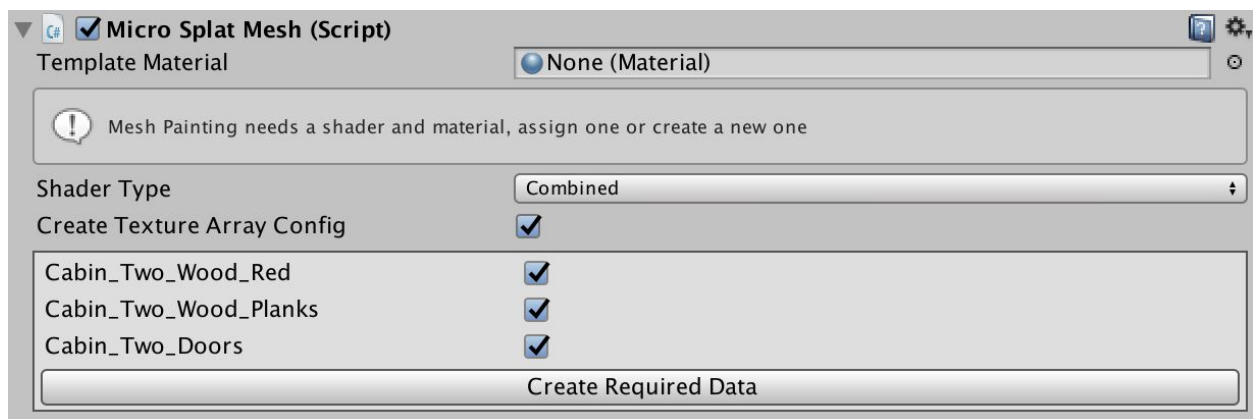 C#
Micro Splat Mesh (Script)
Template Material None (Material)
Mesh Painting needs a shader and material, assign one or create a new one
Shader Type Combined
Create Texture Array Config
Cabin_Two_Wood_Red
Cabin_Two_Wood_Planks
Cabin_Two_Doors
Create Required Data